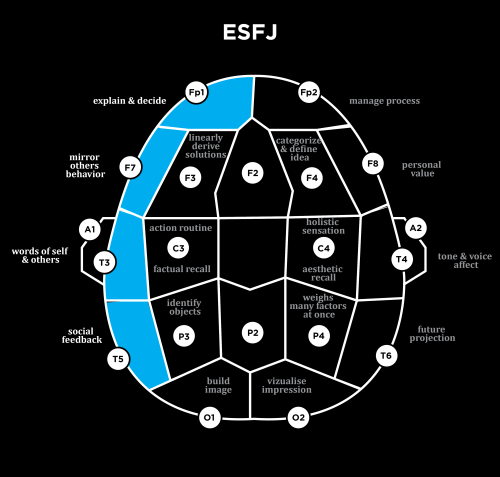 ESFJ
Fp1
Fp2
explain & decide
manage process
linearly
derive
solutions
categorize
& define
idea
mirror
others
behavior
F7
F3
F2
F4
F8
personal
value
A1
A2
action routine
holistic
sensation
words of self
& others
T3
C3
C4
T4
tone & voice
affect
factual recall
aesthetic
recall
identify
objects
weighs
many factors
at once
social
feedback
T5
P3
P2
P4
T6
future
projection
build
image
vizualise
impression
O1
O2